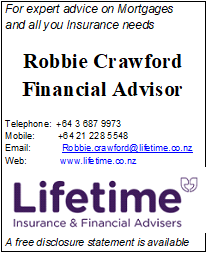 For expert advice on Mortgages
and all you Insurance needs
Robbie Crawford
Financial Advisor
Telephone: +64 3 687 9973
Mobile: +64 21 228 5548
Email: Robbie.crawford@lifetime.co.nz
Web: www.lifetime.co.nz
Lifetime
Insurance & Financial Advisers
A free disclosure statement is available